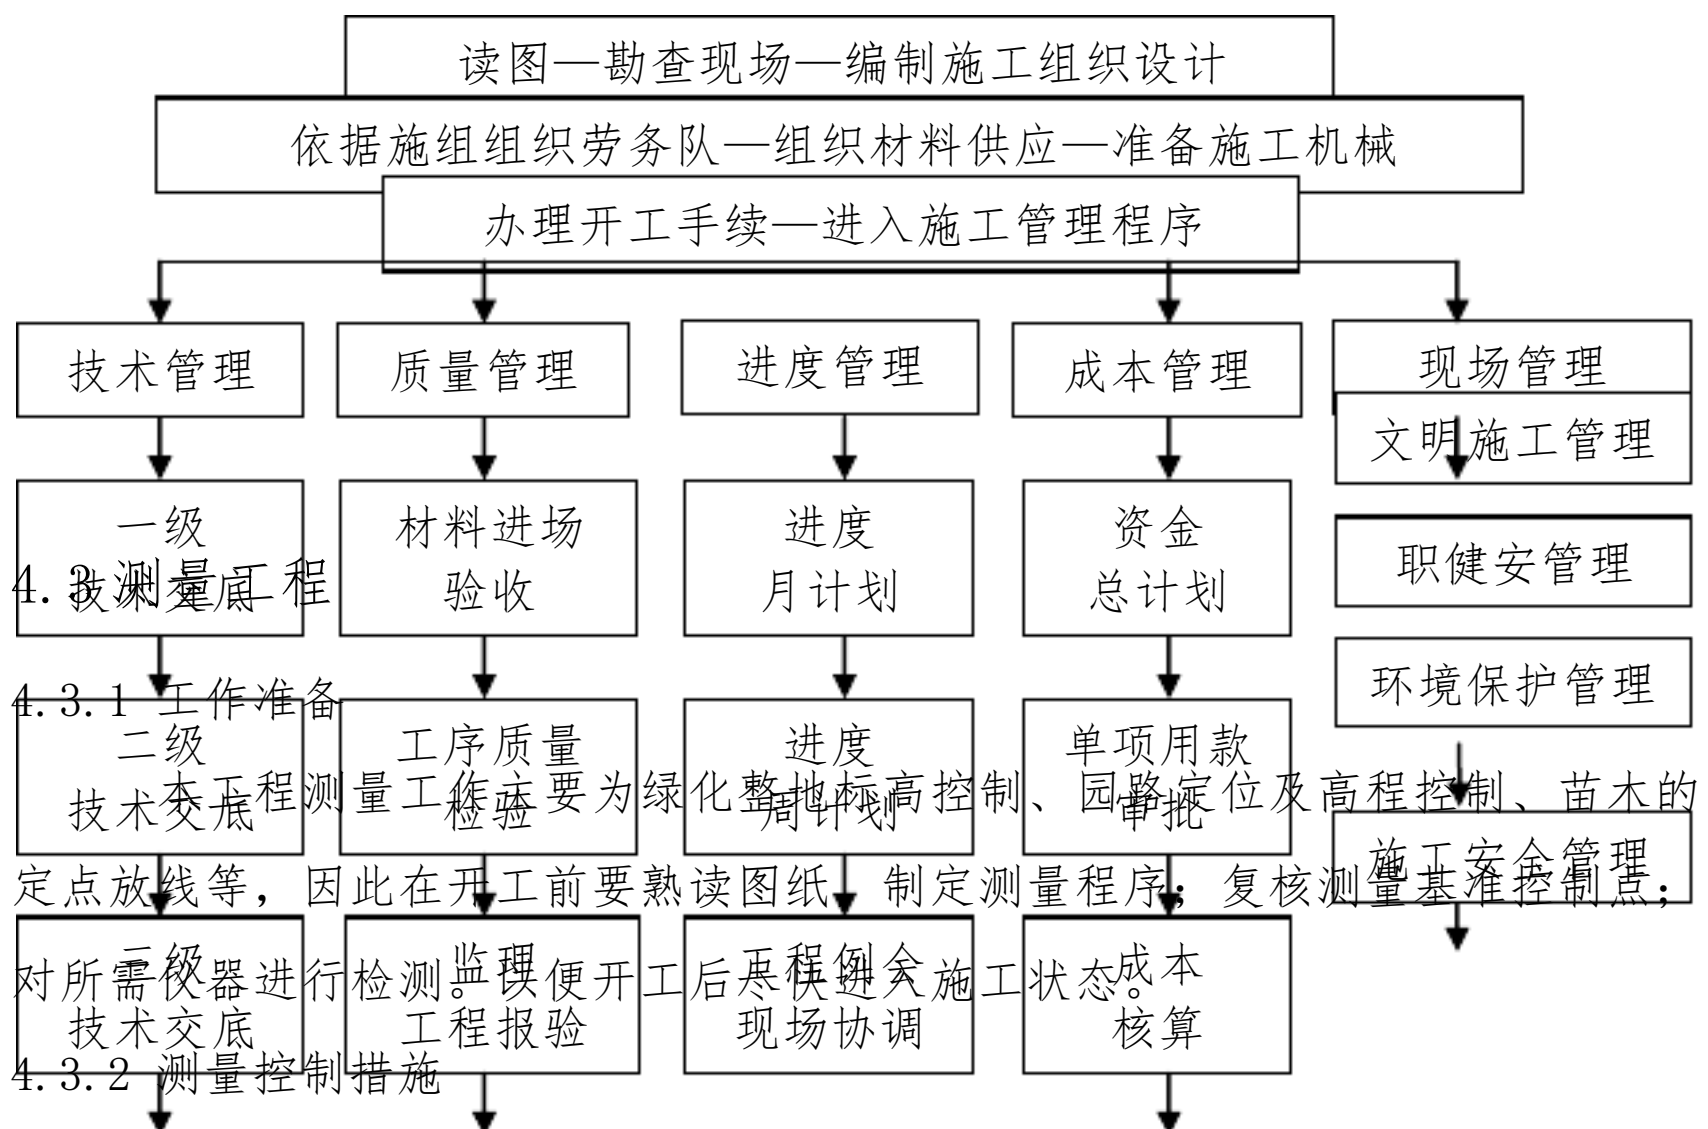 读图—勘查现场—编制施工组织设计
依据施组组织劳务队—组织材料供应—准备施工机械
办理开工手续—进入施工管理程序
技术管理
质量管理
进度管理
成本管理
现场管理
文明施工管理
一级
技术交底
材料进场
验收
进度
月计划
资金
总计划
职健安管理
4.3 测量工程
环境保护管理
4.3.1 工作准备
二级
技术交底
工序质量
检验
进度
周计划
单项用款
审批
施工安全管理
本工程测量工作主要为绿化整地标高控制、园路定位及高程控制、苗木的
定点放线等，因此在开工前要熟读图纸，制定测量程序；复核测量基准控制点；
对所需仪器进行检测。以便开工后尽快进入施工状态。
三级
技术交底
监理
工程报验
工程例会
现场协调
成本
核算
4.3.2 测量控制措施